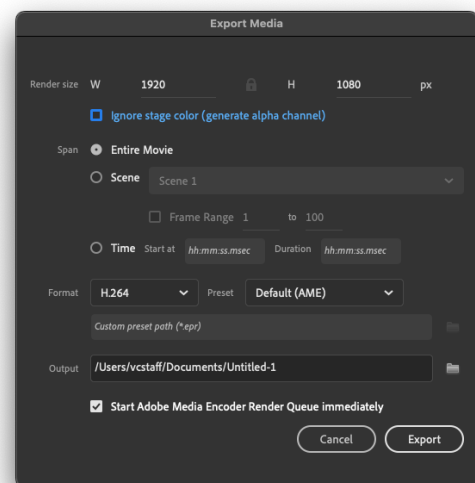 Export Media
Render size W 1920 H 1080 px
Ignore stage color (generate alpha channel)
Span Entire Movie
Scene Scene 1
Frame Range 1 to 100
Time Start at hh:mm:ss.msec Duration hh:mm:ss.msec
Format H.264 Preset Default (AME)
Custom preset path (*.epr)
Output /Users/vcstaff/Documents/Untitled-1
Start Adobe Media Encoder Render Queue immediately
Cancel Export